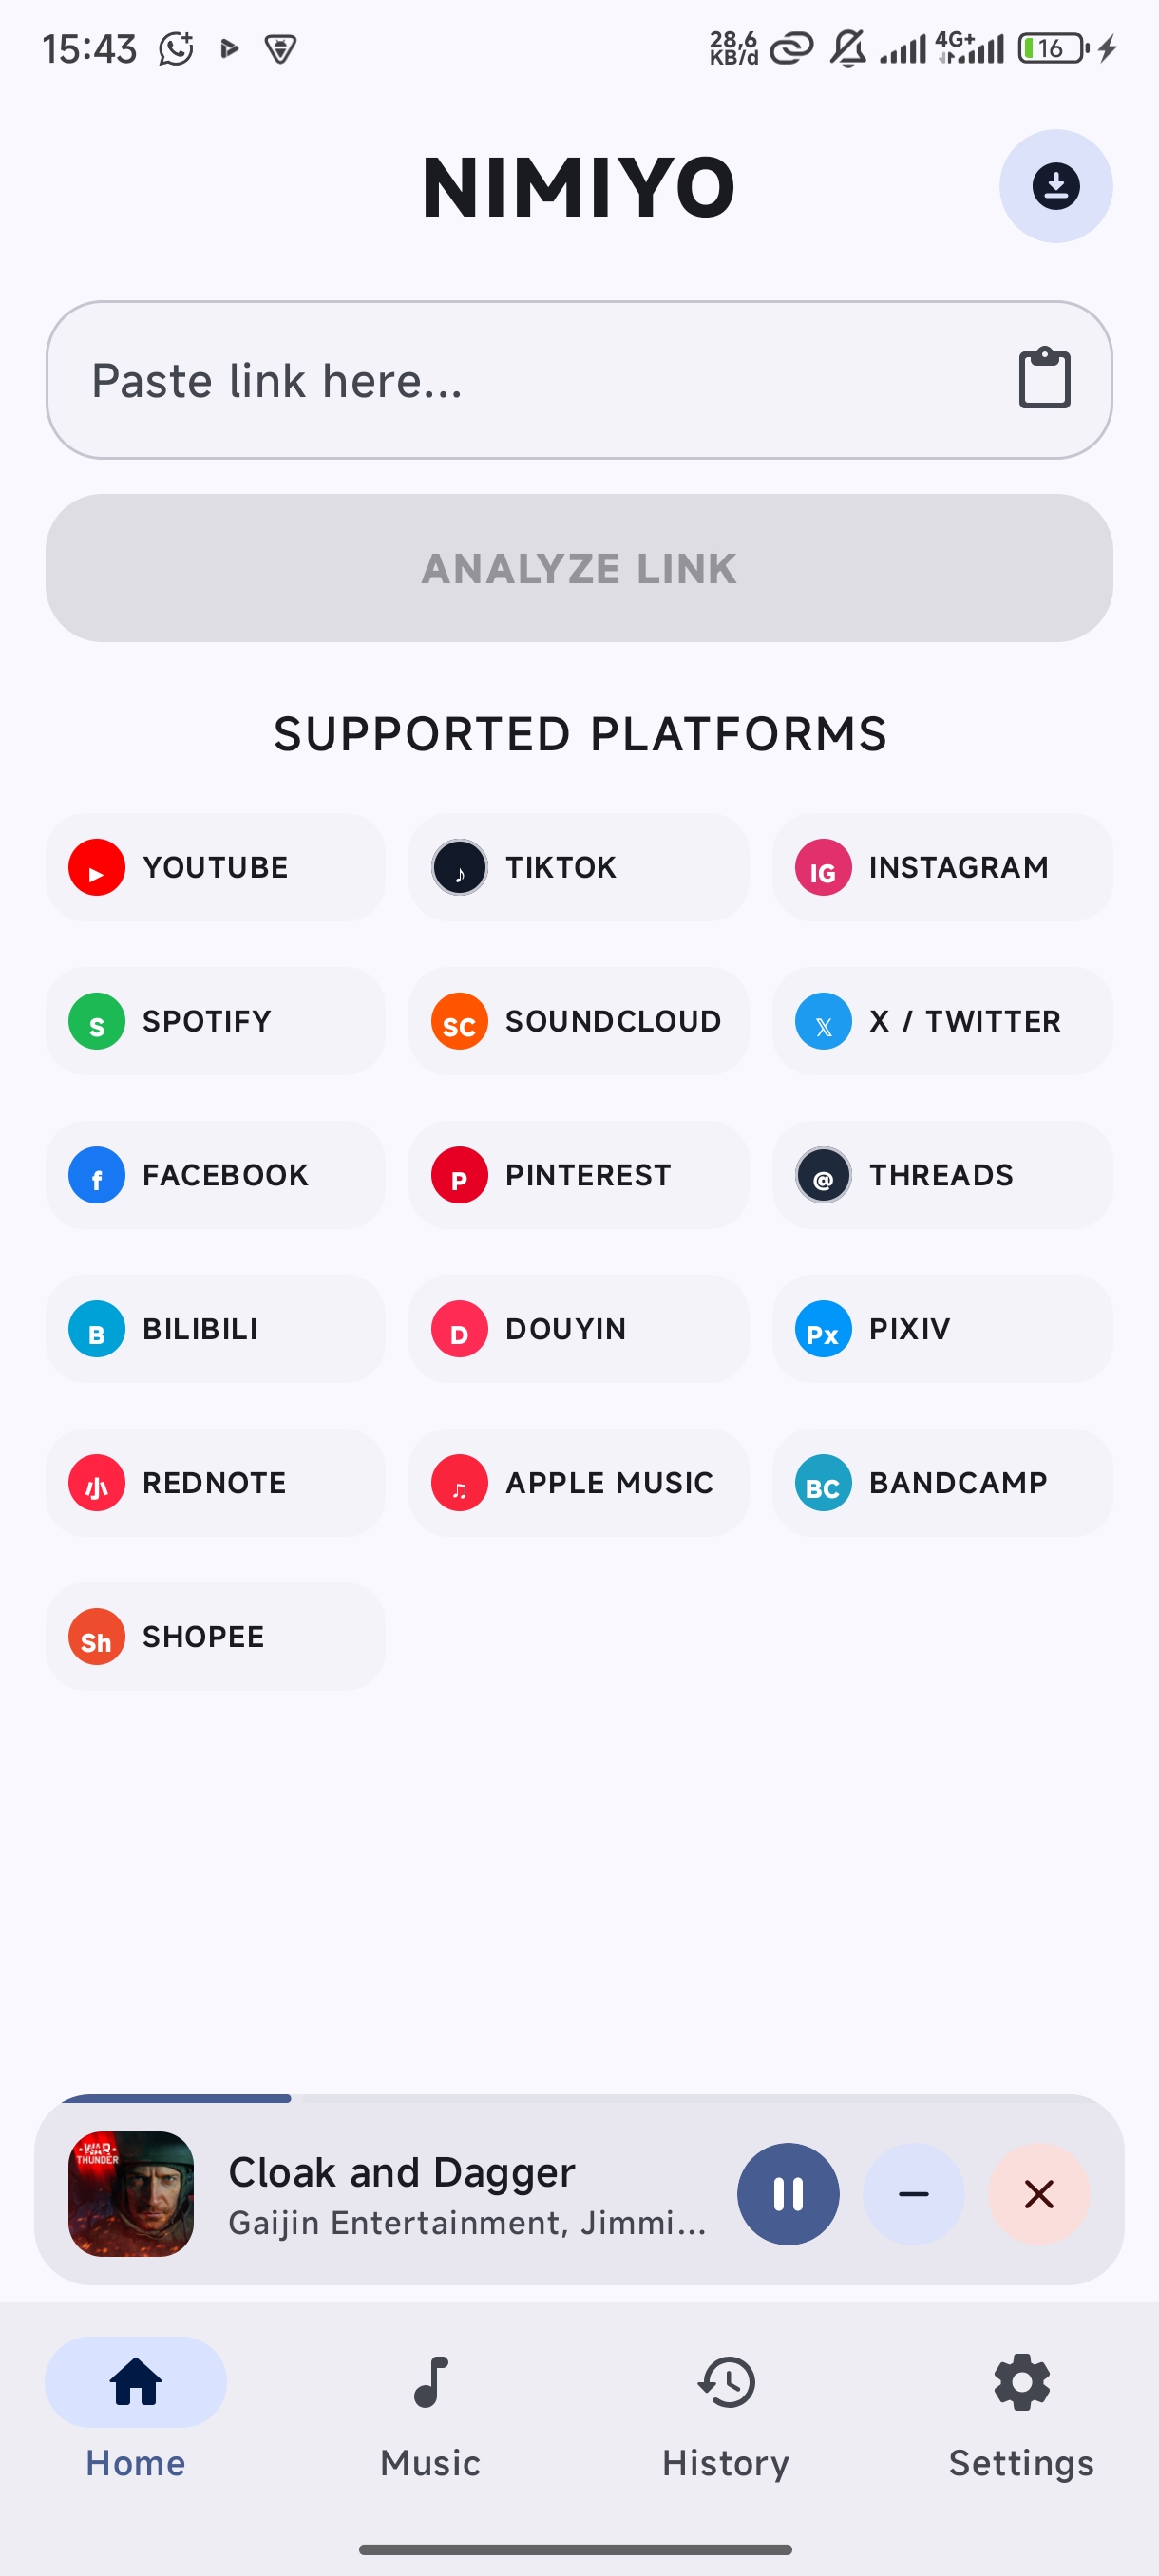 15:43
28,6
KB/d
4G+
16
NIMIYO
Paste link here...
ANALYZE LINK
SUPPORTED PLATFORMS
YOUTUBE
♪ TIKTOK
IG INSTAGRAM
S SPOTIFY
SC SOUNDCLOUD
𝕏 X / TWITTER
f FACEBOOK
P PINTEREST
@ THREADS
B BILIBILI
D DOUYIN
Px PIXIV
小 REDNOTE
♫ APPLE MUSIC
BC BANDCAMP
Sh SHOPEE
WAR
THUNDER
Cloak and Dagger
Gaijin Entertainment, Jimmi...
Home
Music
History
Settings